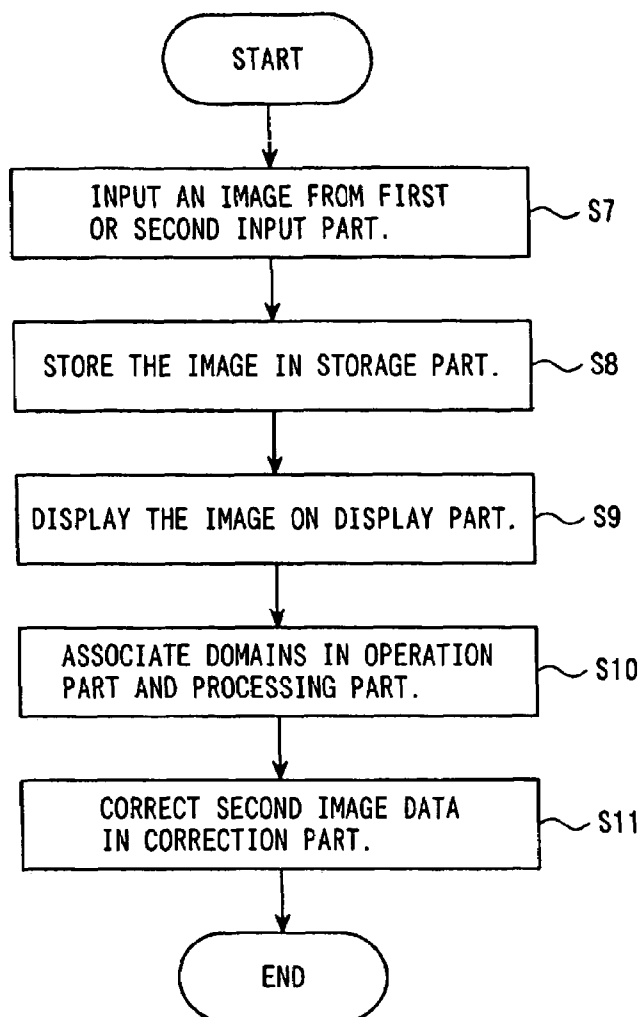 START
INPUT AN IMAGE FROM FIRST
OR SECOND INPUT PART.
S7
STORE THE IMAGE IN STORAGE PART.
S8
DISPLAY THE IMAGE ON DISPLAY PART.
S9
ASSOCIATE DOMAINS IN OPERATION
PART AND PROCESSING PART.
S10
CORRECT SECOND IMAGE DATA
IN CORRECTION PART.
S11
END